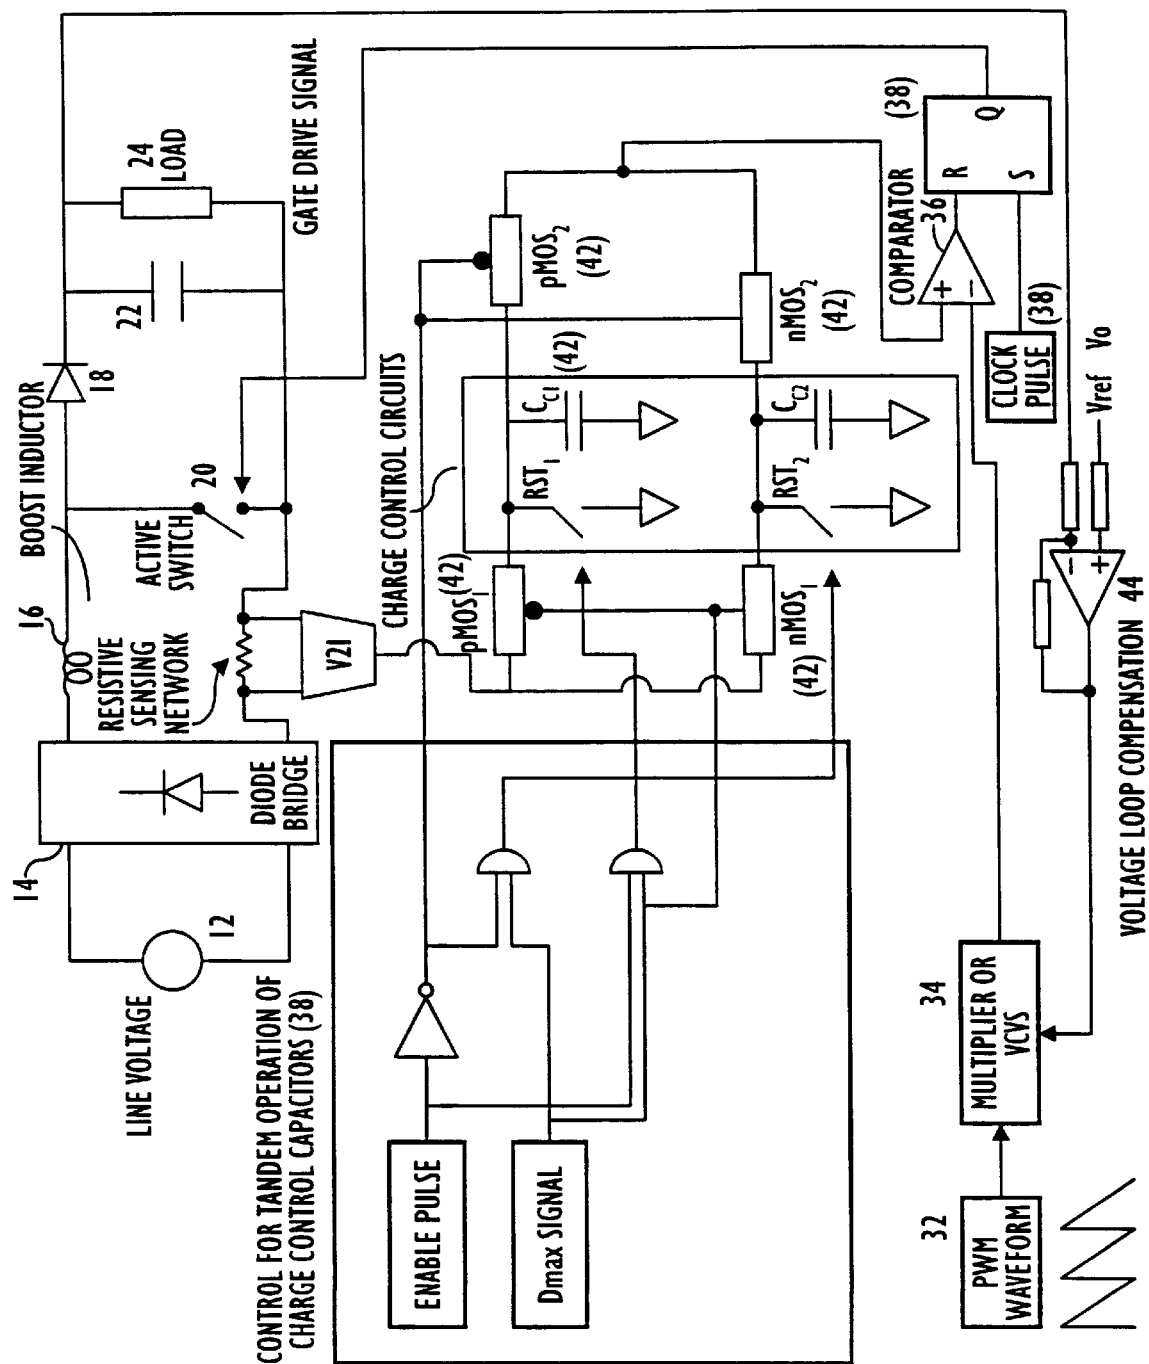 LINE VOLTAGE
12
14
DIODE
BRIDGE
16
BOOST INDUCTOR
RESISTIVE
SENSING
NETWORK
ACTIVE
SWITCH
20
18
22
24
LOAD
GATE DRIVE SIGNAL
V2I
CONTROL FOR TANDEM OPERATION OF
CHARGE CONTROL CAPACITORS (38)
ENABLE PULSE
Dmax SIGNAL
CHARGE CONTROL CIRCUITS
pMOS1
(42)
RST1
CC1
(42)
pMOS2
(42)
nMOS1
(42)
RST2
CC2
nMOS2
(42)
COMPARATOR
36
+
−
R
S
Q
(38)
CLOCK
PULSE
(38)
Vref
Vo
−
+
VOLTAGE LOOP COMPENSATION 44
34
MULTIPLIER OR
VCVS
32
PWM
WAVEFORM